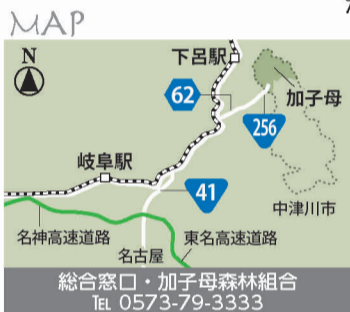 MAP
N
下呂駅
62
加子母
256
岐阜駅
41
中津川市
名神高速道路
東名高速道路
名古屋
総合窓口・加子母森林組合
TEL 0573-79-3333